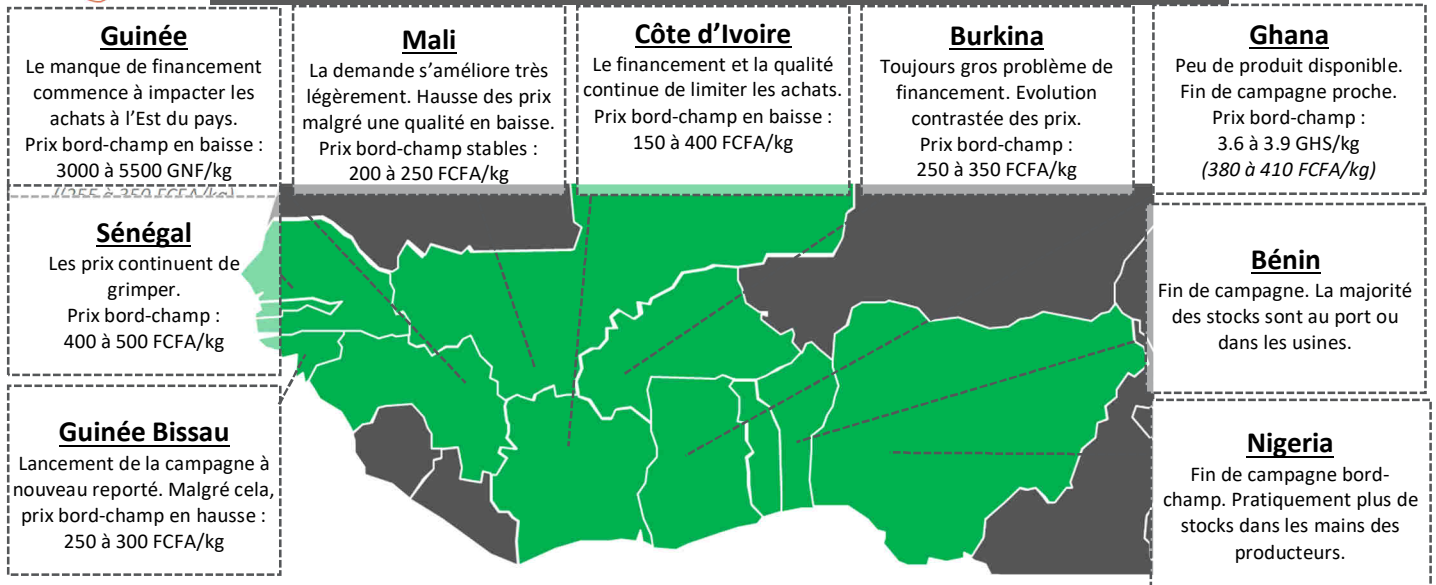 Guinée
Le manque de financement
commence à impacter les
achats à l'Est du pays.
Prix bord-champ en baisse :
3000 à 5500 GNF/kg
Mali
La demande s'améliore très
légèrement. Hausse des prix
malgré une qualité en baisse.
Prix bord-champ stables :
200 à 250 FCFA/kg
Côte d'Ivoire
Le financement et la qualité
continue de limiter les achats.
Prix bord-champ en baisse :
150 à 400 FCFA/kg
Burkina
Toujours gros problème de
financement. Evolution
contrastée des prix.
Prix bord-champ :
250 à 350 FCFA/kg
Ghana
Peu de produit disponible.
Fin de campagne proche.
Prix bord-champ :
3.6 à 3.9 GHS/kg
(380 à 410 FCFA/kg)
Sénégal
Les prix continuent de
grimper.
Prix bord-champ :
400 à 500 FCFA/kg
Bénin
Fin de campagne. La majorité
des stocks sont au port ou
dans les usines.
Guinée Bissau
Lancement de la campagne à
nouveau reporté. Malgré cela,
prix bord-champ en hausse :
250 à 300 FCFA/kg
Nigeria
Fin de campagne bord-
champ. Pratiquement plus de
stocks dans les mains des
producteurs.